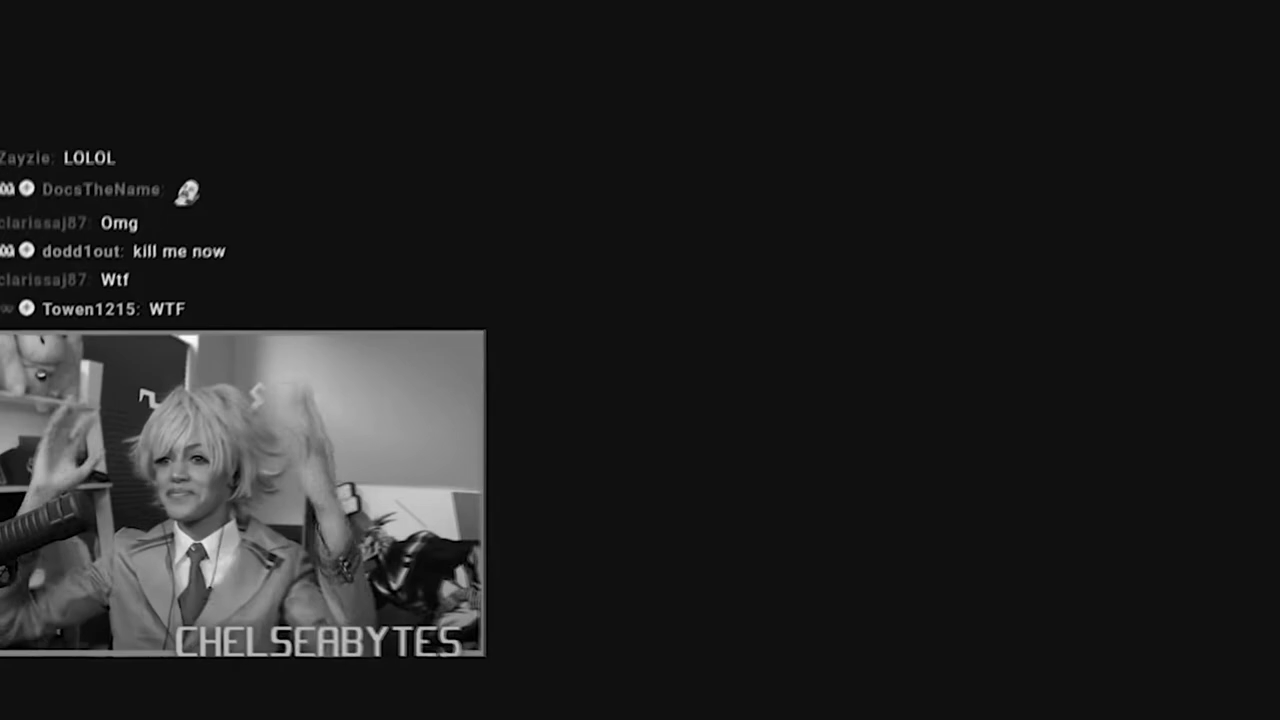 Zayzie: LOLOL
DocsTheName:
clarissaj87: Omg
dodd1out: kill me now
clarissaj87: Wtf
Towen1215: WTF
CHELSEABYTES